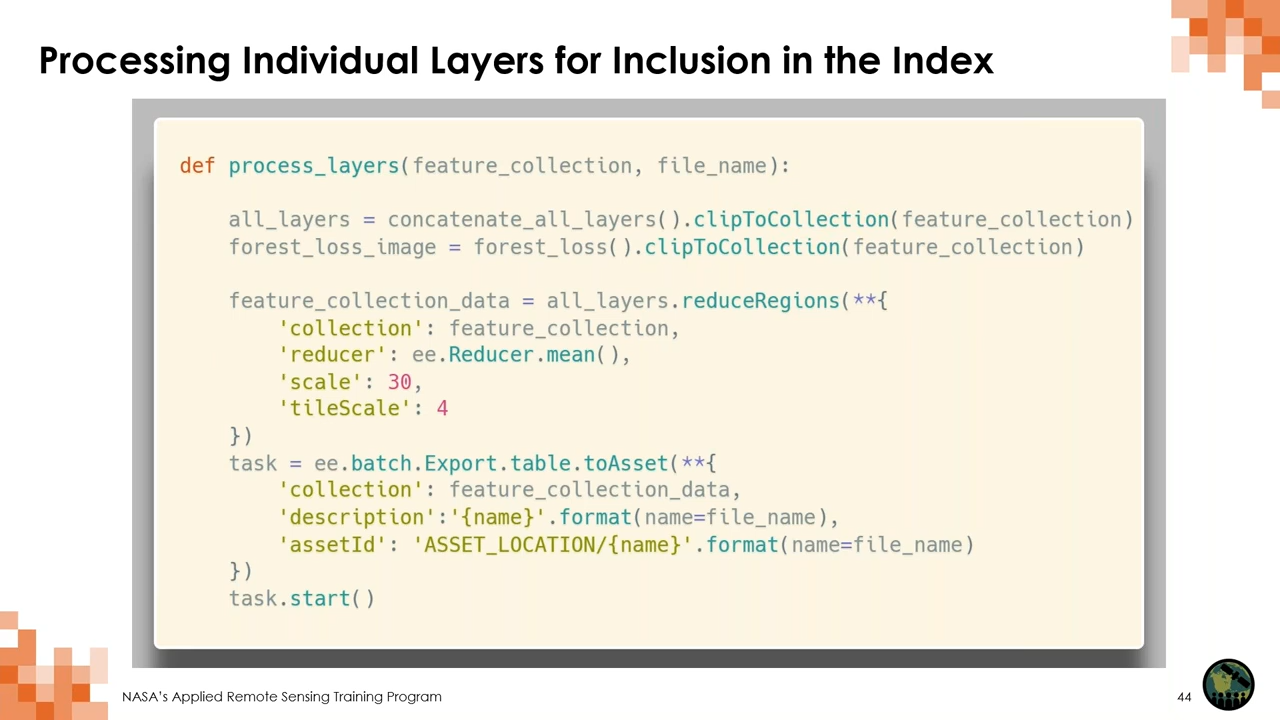 Processing Individual Layers for Inclusion in the Index
def process_layers(feature_collection, file_name):
all_layers = concatenate_all_layers().clipToCollection(feature_collection)
forest_loss_image = forest_loss().clipToCollection(feature_collection)
feature_collection_data = all_layers.reduceRegions(**{
'collection': feature_collection,
'reducer': ee.Reducer.mean(),
'scale': 30,
'tileScale': 4
})
task = ee.batch.Export.table.toAsset(**{
'collection': feature_collection_data,
'description':'{name}'.format(name=file_name),
'assetId': 'ASSET_LOCATION/{name}'.format(name=file_name)
})
task.start()
NASA's Applied Remote Sensing Training Program
44